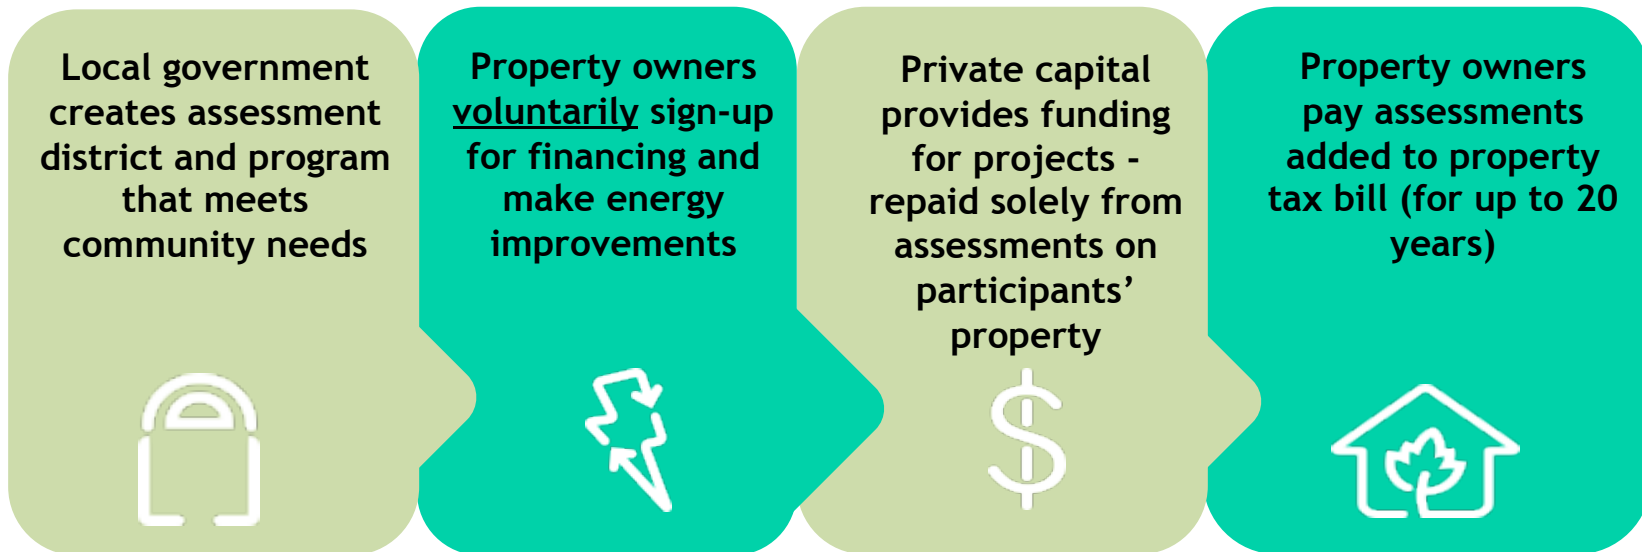 Local government
creates assessment
district and program
that meets
community needs
Property owners
voluntarily sign-up
for financing and
make energy
improvements
Private capital
provides funding
for projects -
repaid solely from
assessments on
participants’
property
Property owners
pay assessments
added to property
tax bill (for up to 20
years)